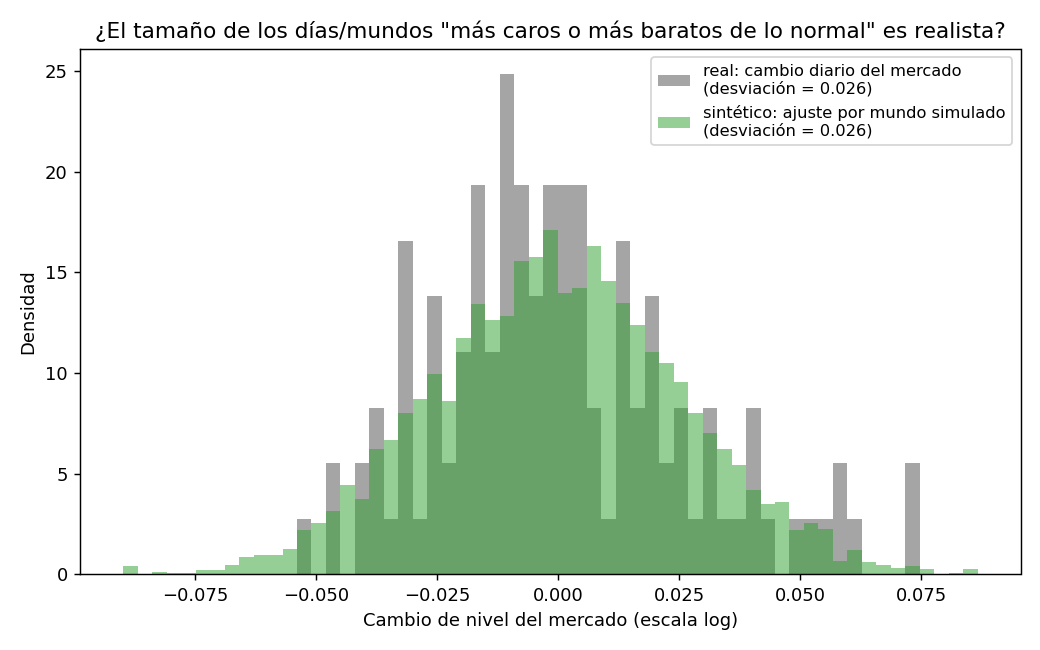 ¿El tamaño de los días/mundos "más caros o más baratos de lo normal" es realista?
real: cambio diario del mercado
(desviación = 0.026)
sintético: ajuste por mundo simulado
(desviación = 0.026)
25
20
15
10
5
0
Densidad
−0.075
−0.050
−0.025
0.000
0.025
0.050
0.075
Cambio de nivel del mercado (escala log)